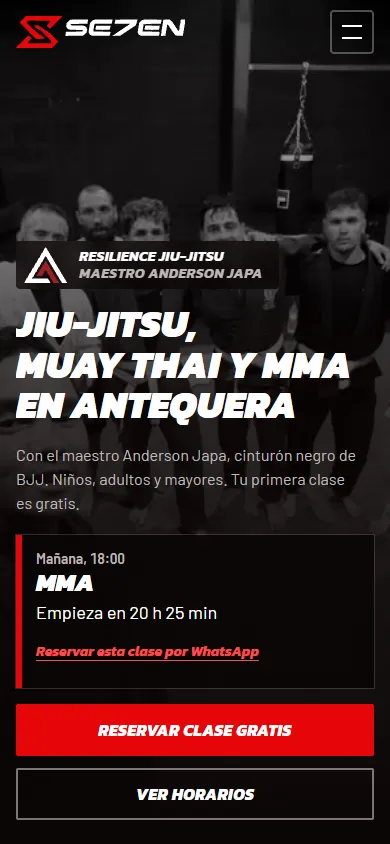 SE7EN
RESILIENCE JIU-JITSU
MAESTRO ANDERSON JAPA
JIU-JITSU,
MUAY THAI Y MMA
EN ANTEQUERA
Con el maestro Anderson Japa, cinturón negro de
BJJ. Niños, adultos y mayores. Tu primera clase
es gratis.
Mañana, 18:00
MMA
Empieza en 20 h 25 min
Reservar esta clase por WhatsApp
RESERVAR CLASE GRATIS
VER HORARIOS